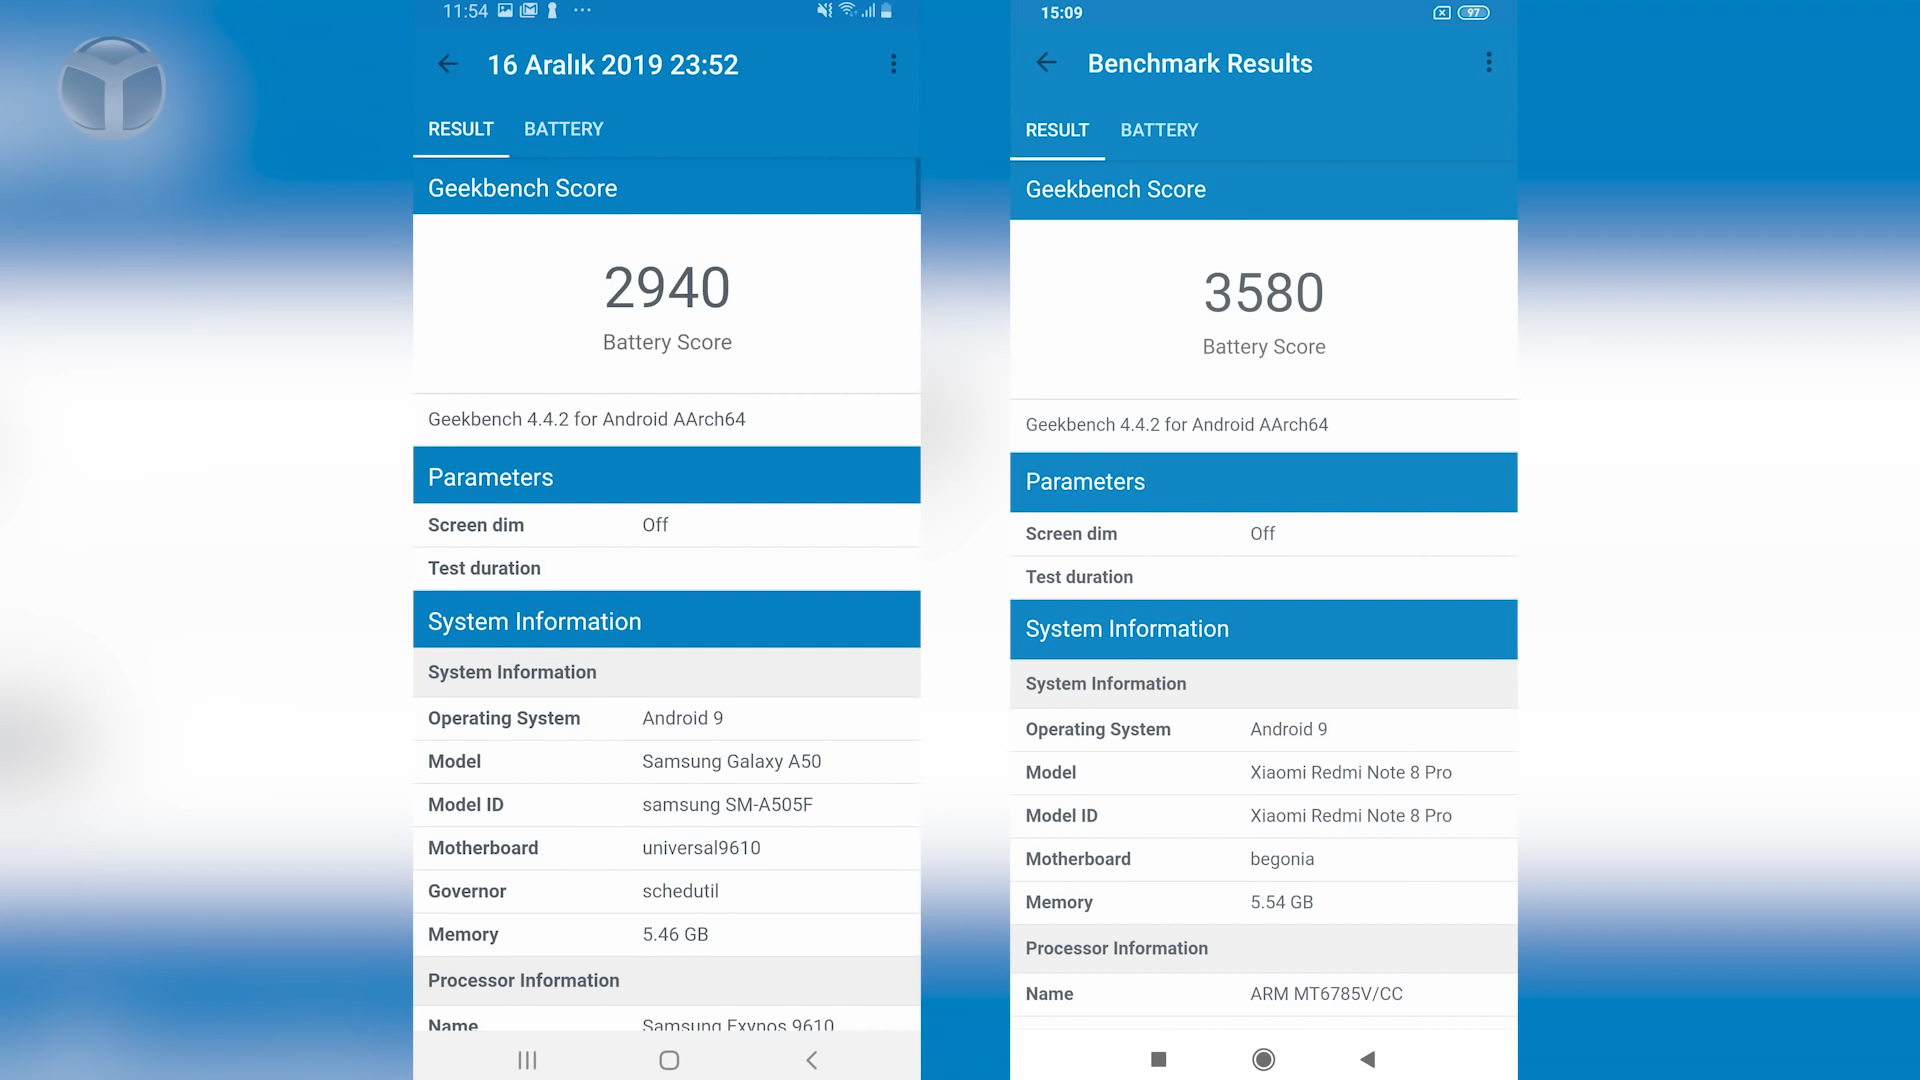 11:54
16 Aralık 2019 23:52
RESULT BATTERY
Geekbench Score
2940
Battery Score
Geekbench 4.4.2 for Android AArch64
Parameters
Screen dim Off
Test duration
System Information
System Information
Operating System Android 9
Model Samsung Galaxy A50
Model ID samsung SM-A505F
Motherboard universal9610
Governor schedutil
Memory 5.46 GB
Processor Information
Name Samsung Exynos 9610
15:09 97
Benchmark Results
RESULT BATTERY
Geekbench Score
3580
Battery Score
Geekbench 4.4.2 for Android AArch64
Parameters
Screen dim Off
Test duration
System Information
System Information
Operating System Android 9
Model Xiaomi Redmi Note 8 Pro
Model ID Xiaomi Redmi Note 8 Pro
Motherboard begonia
Memory 5.54 GB
Processor Information
Name ARM MT6785V/CC